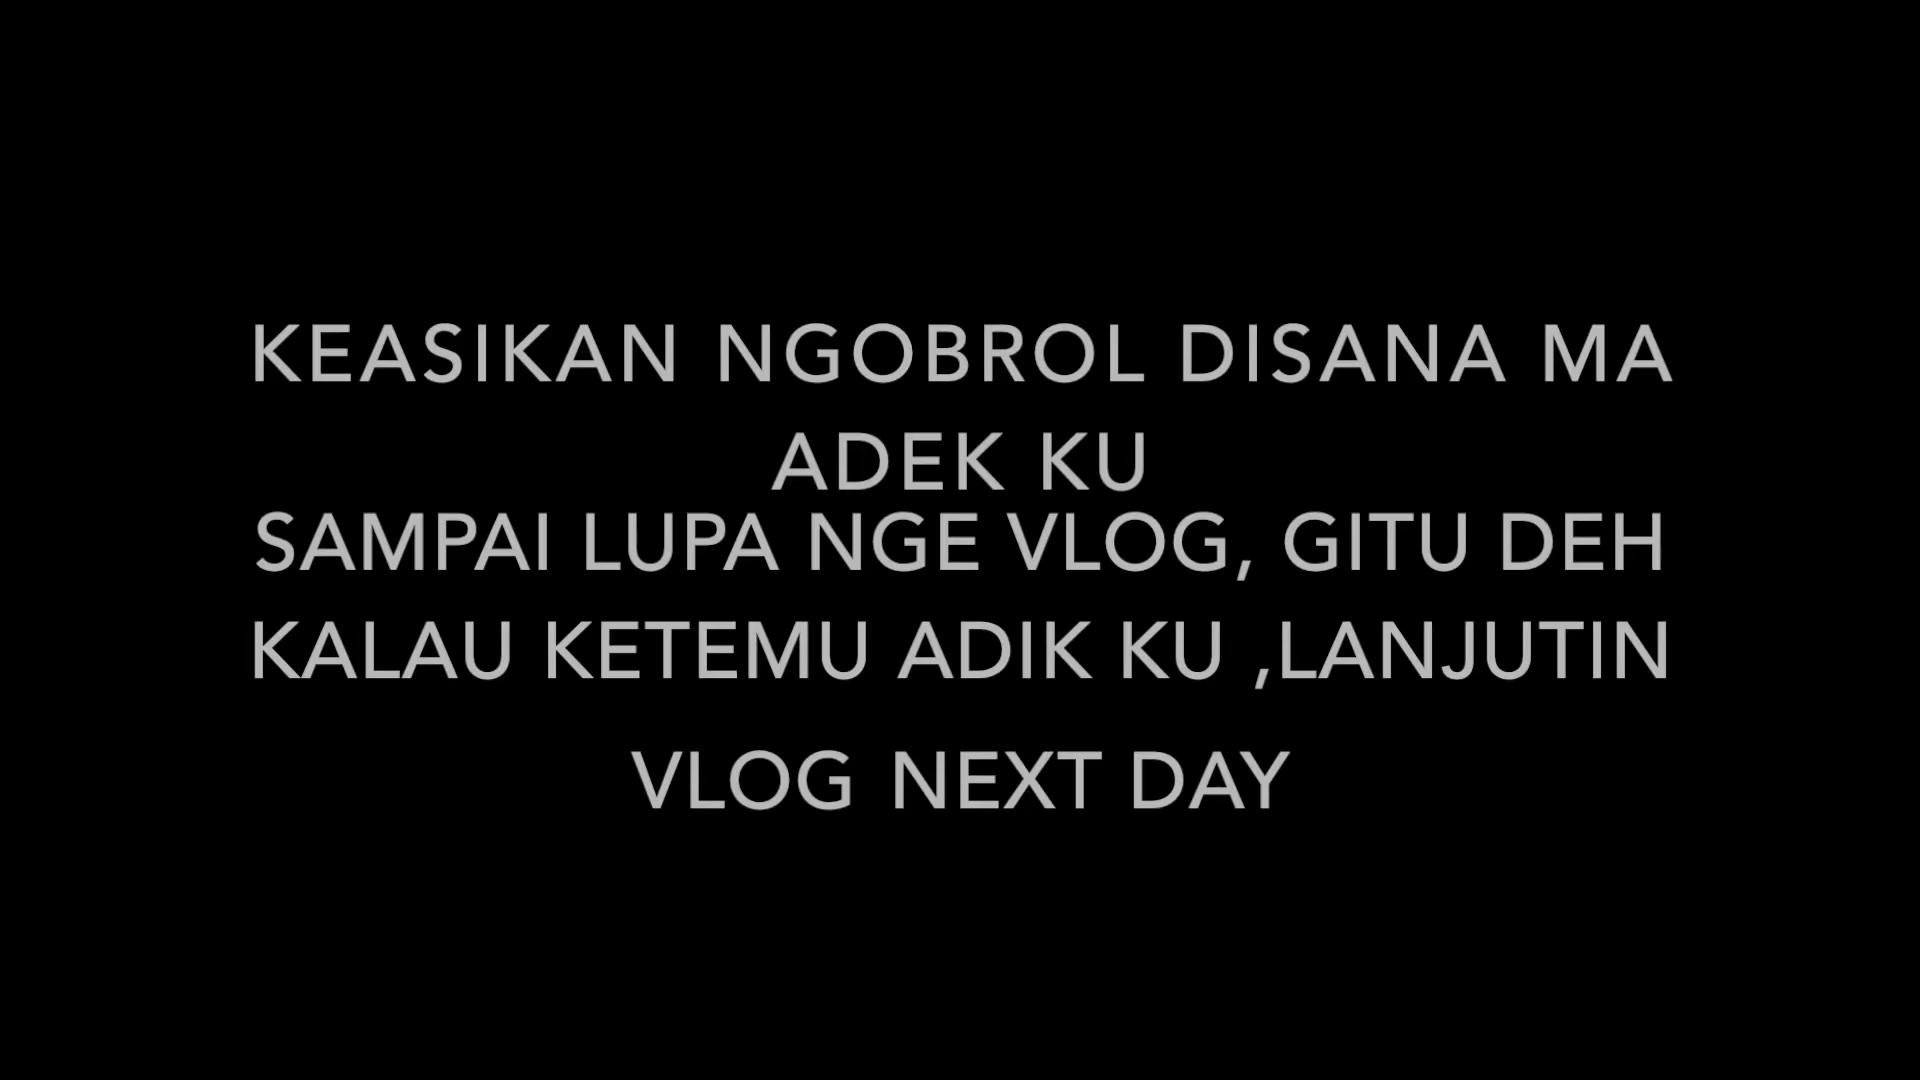 KEASIKAN NGOBROL DISANA MA
ADEK KU
SAMPAI LUPA NGE VLOG, GITU DEH
KALAU KETEMU ADIK KU ,LANJUTIN
VLOG NEXT DAY